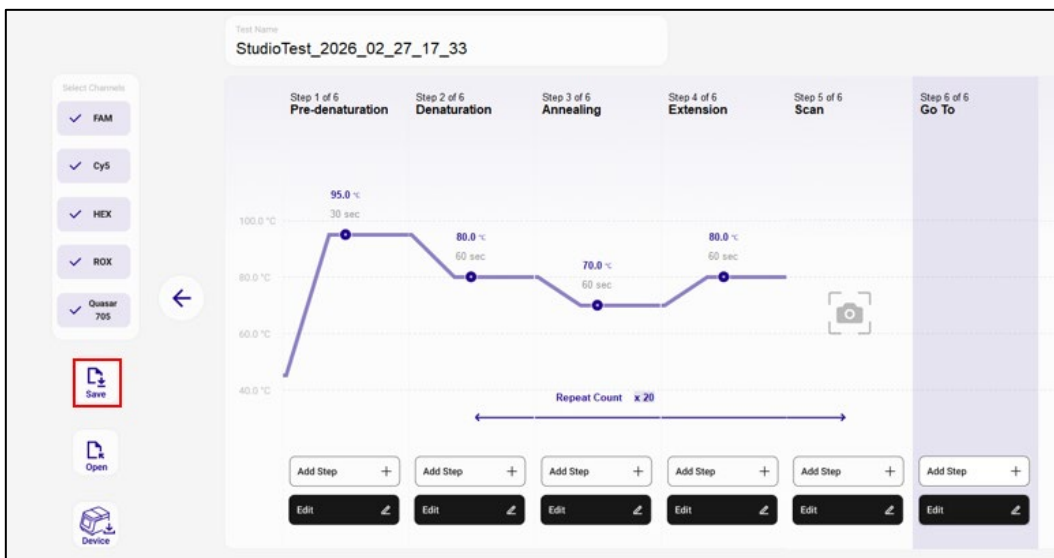 Test Name
StudioTest_2026_02_27_17_33
Select Channels
FAM
Cy5
HEX
ROX
Quasar
705
Save
Open
Device
Step 1 of 6
Pre-denaturation
Step 2 of 6
Denaturation
Step 3 of 6
Annealing
Step 4 of 6
Extension
Step 5 of 6
Scan
Step 6 of 6
Go To
100.0 °C
80.0 °C
60.0 °C
40.0 °C
95.0 °C
30 sec
80.0 °C
60 sec
70.0 °C
60 sec
80.0 °C
60 sec
Repeat Count x 20
Add Step
Add Step
Add Step
Add Step
Add Step
Add Step
Edit
Edit
Edit
Edit
Edit
Edit